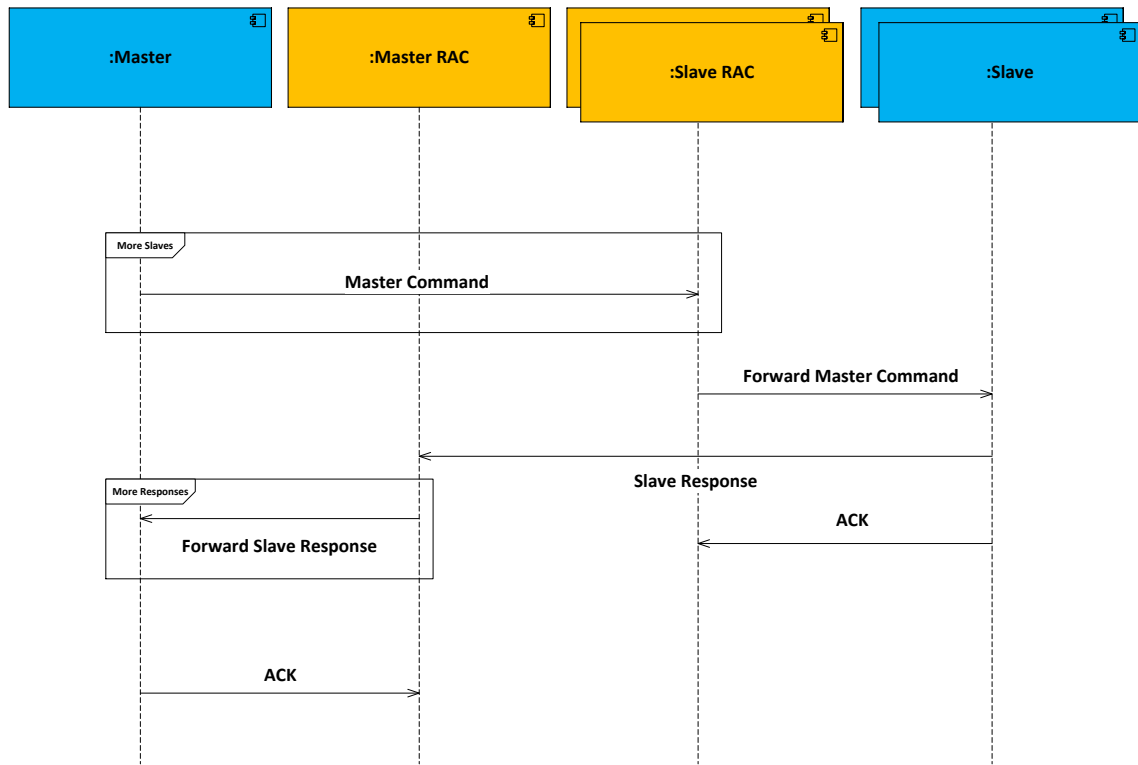 :Master
:Master RAC
:Slave RAC
:Slave
More Slaves
Master Command
Forward Master Command
Slave Response
More Responses
ACK
Forward Slave Response
ACK